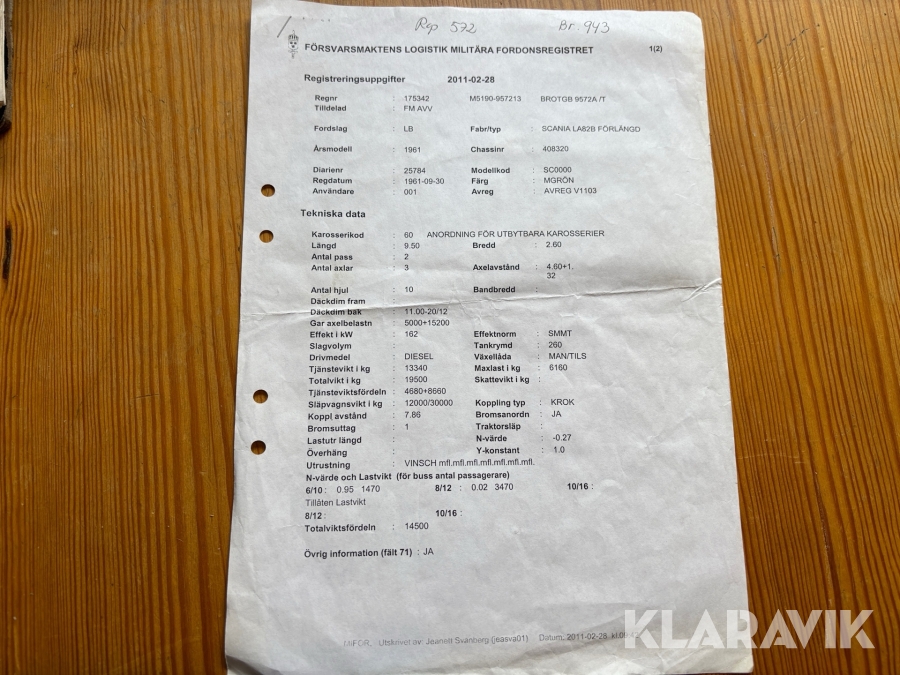 Rep 572 Br. 943
FÖRSVARSMAKTENS LOGISTIK MILITÄRA FORDONSREGISTRET 1(2)
Registreringsuppgifter 2011-02-28
Regnr : 175342 M5190-957213 BROTGB 9572A /T
Tilldelad : FM AVV
Fordslag : LB Fabr/typ : SCANIA LA82B FÖRLÄNGD
Årsmodell : 1961 Chassinr : 408320
Diarienr : 25784 Modellkod : SC0000
Regdatum : 1961-09-30 Färg : MGRÖN
Användare : 001 Avreg : AVREG V1103
Tekniska data
Karosserikod : 60 ANORDNING FÖR UTBYTBARA KAROSSERIER
Längd : 9.50 Bredd : 2.60
Antal pass : 2
Antal axlar : 3 Axelavstånd : 4.60+1.
32
Antal hjul : 10 Bandbredd :
Däckdim fram :
Däckdim bak : 11.00-20/12
Gar axelbelastn : 5000+15200
Effekt i kW : 162 Effektnorm : SMMT
Slagvolym : Tankrymd : 260
Drivmedel : DIESEL Växellåda : MAN/TILS
Tjänstevikt i kg : 13340 Maxlast i kg : 6160
Totalvikt i kg : 19500 Skattevikt i kg :
Tjänsteviktsfördeln : 4680+8660
Släpvagnsvikt i kg : 12000/30000 Koppling typ : KROK
Koppl avstånd : 7.86 Bromsanordn : JA
Bromsuttag : 1 Traktorsläp :
Lastutr längd : N-värde : -0.27
Överhäng : Y-konstant : 1.0
Utrustning : VINSCH mfl.mfl.mfl.mfl.mfl.mfl.mfl.
N-värde och Lastvikt (för buss antal passagerare)
6/10 : 0.95 1470 8/12 : 0.02 3470 10/16 :
Tillåten Lastvikt
8/12 : 10/16 :
Totalviktsfördeln : 14500
Övrig information (fält 71) : JA
MIFOR, Utskrivet av: Jeanett Svanberg (jeasva01) Datum: 2011-02-28, kl.09:42
KLARAVIK